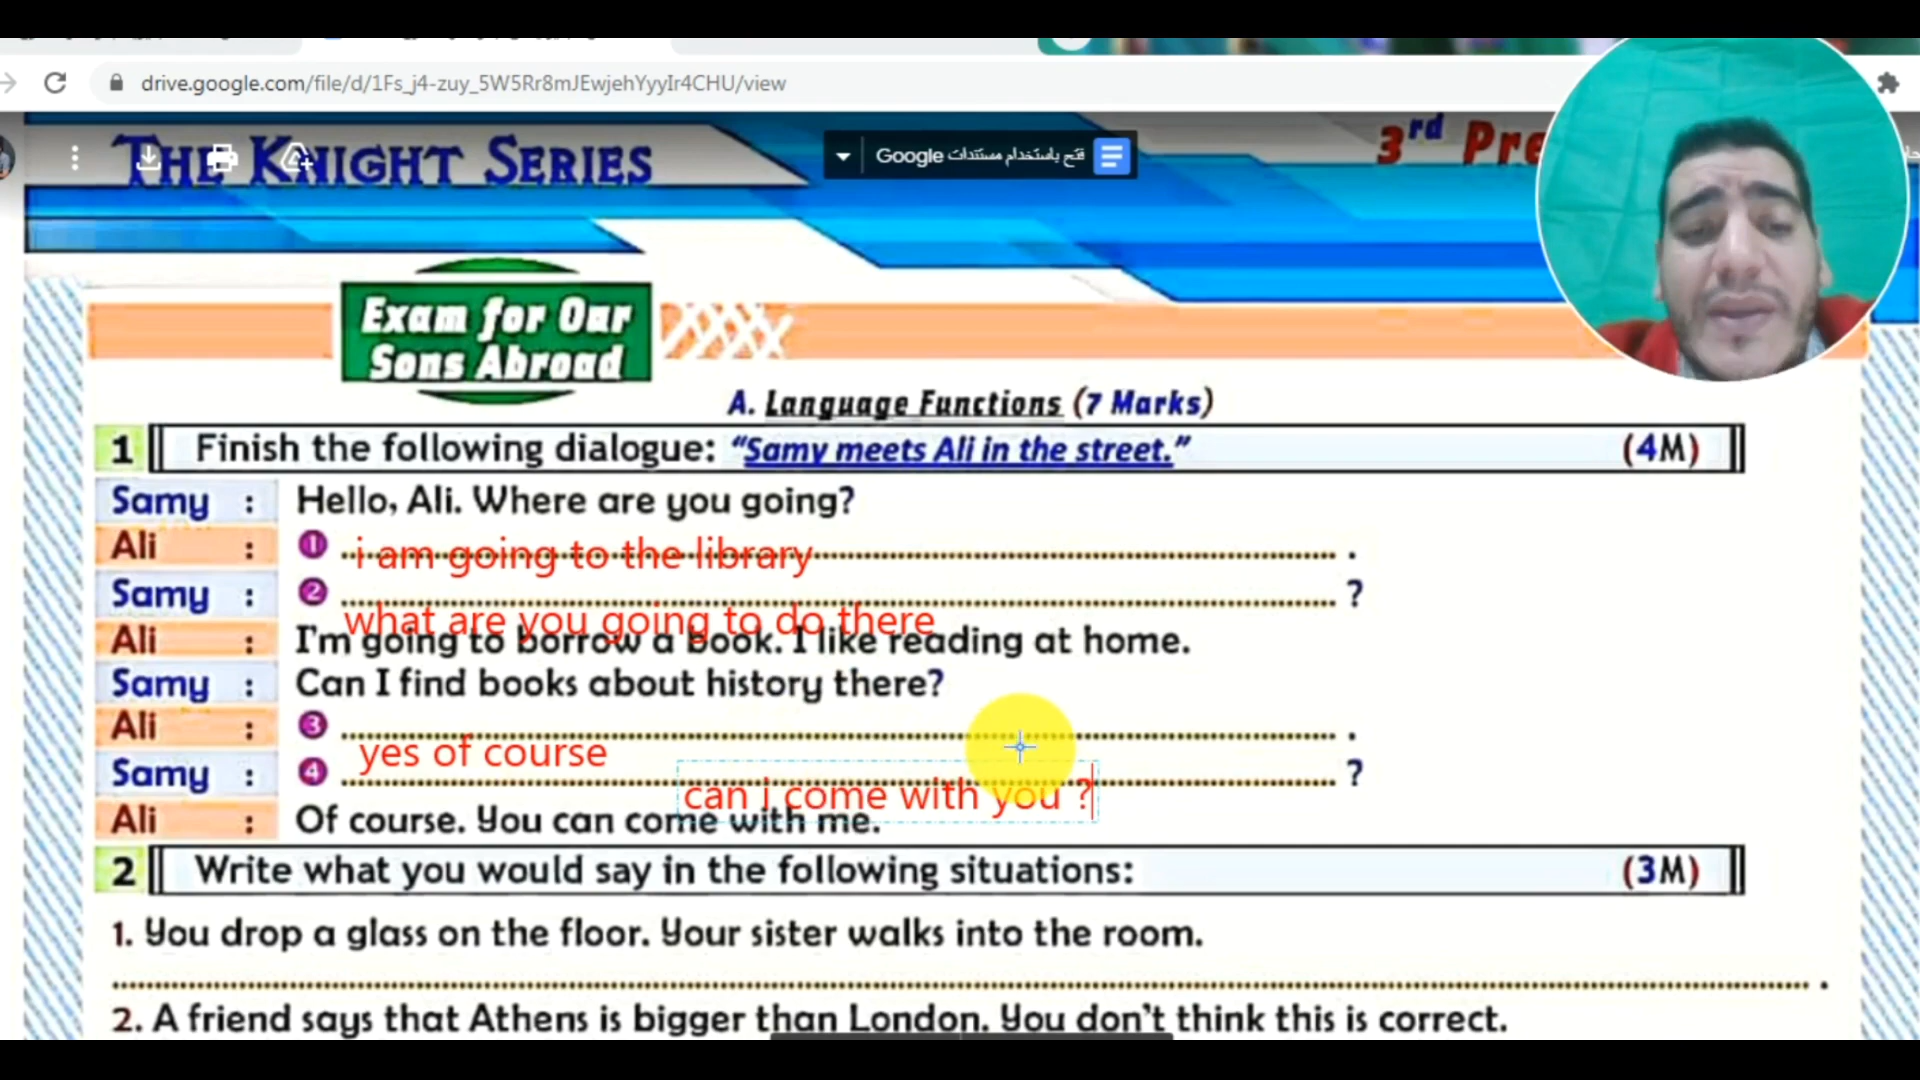 drive.google.com/file/d/1Fs_j4-zuy_5W5Rr8mJEwjehYyyIr4CHU/view
THE KNIGHT SERIES
فتح باستخدام مستندات Google
3rd Pre
Exam for Our
Sons Abroad
A. Language Functions (7 Marks)
1 Finish the following dialogue: "Samy meets Ali in the street." (4M)
Samy : Hello, Ali. Where are you going?
Ali : 1 i am going to the library .
Samy : 2 ?
what are you going to do there
Ali : I'm going to borrow a book. I like reading at home.
Samy : Can I find books about history there?
Ali : 3 .
yes of course
Samy : 4 ?
can i come with you ?
Ali : Of course. You can come with me.
2 Write what you would say in the following situations: (3M)
1. You drop a glass on the floor. Your sister walks into the room.
2. A friend says that Athens is bigger than London. You don't think this is correct.